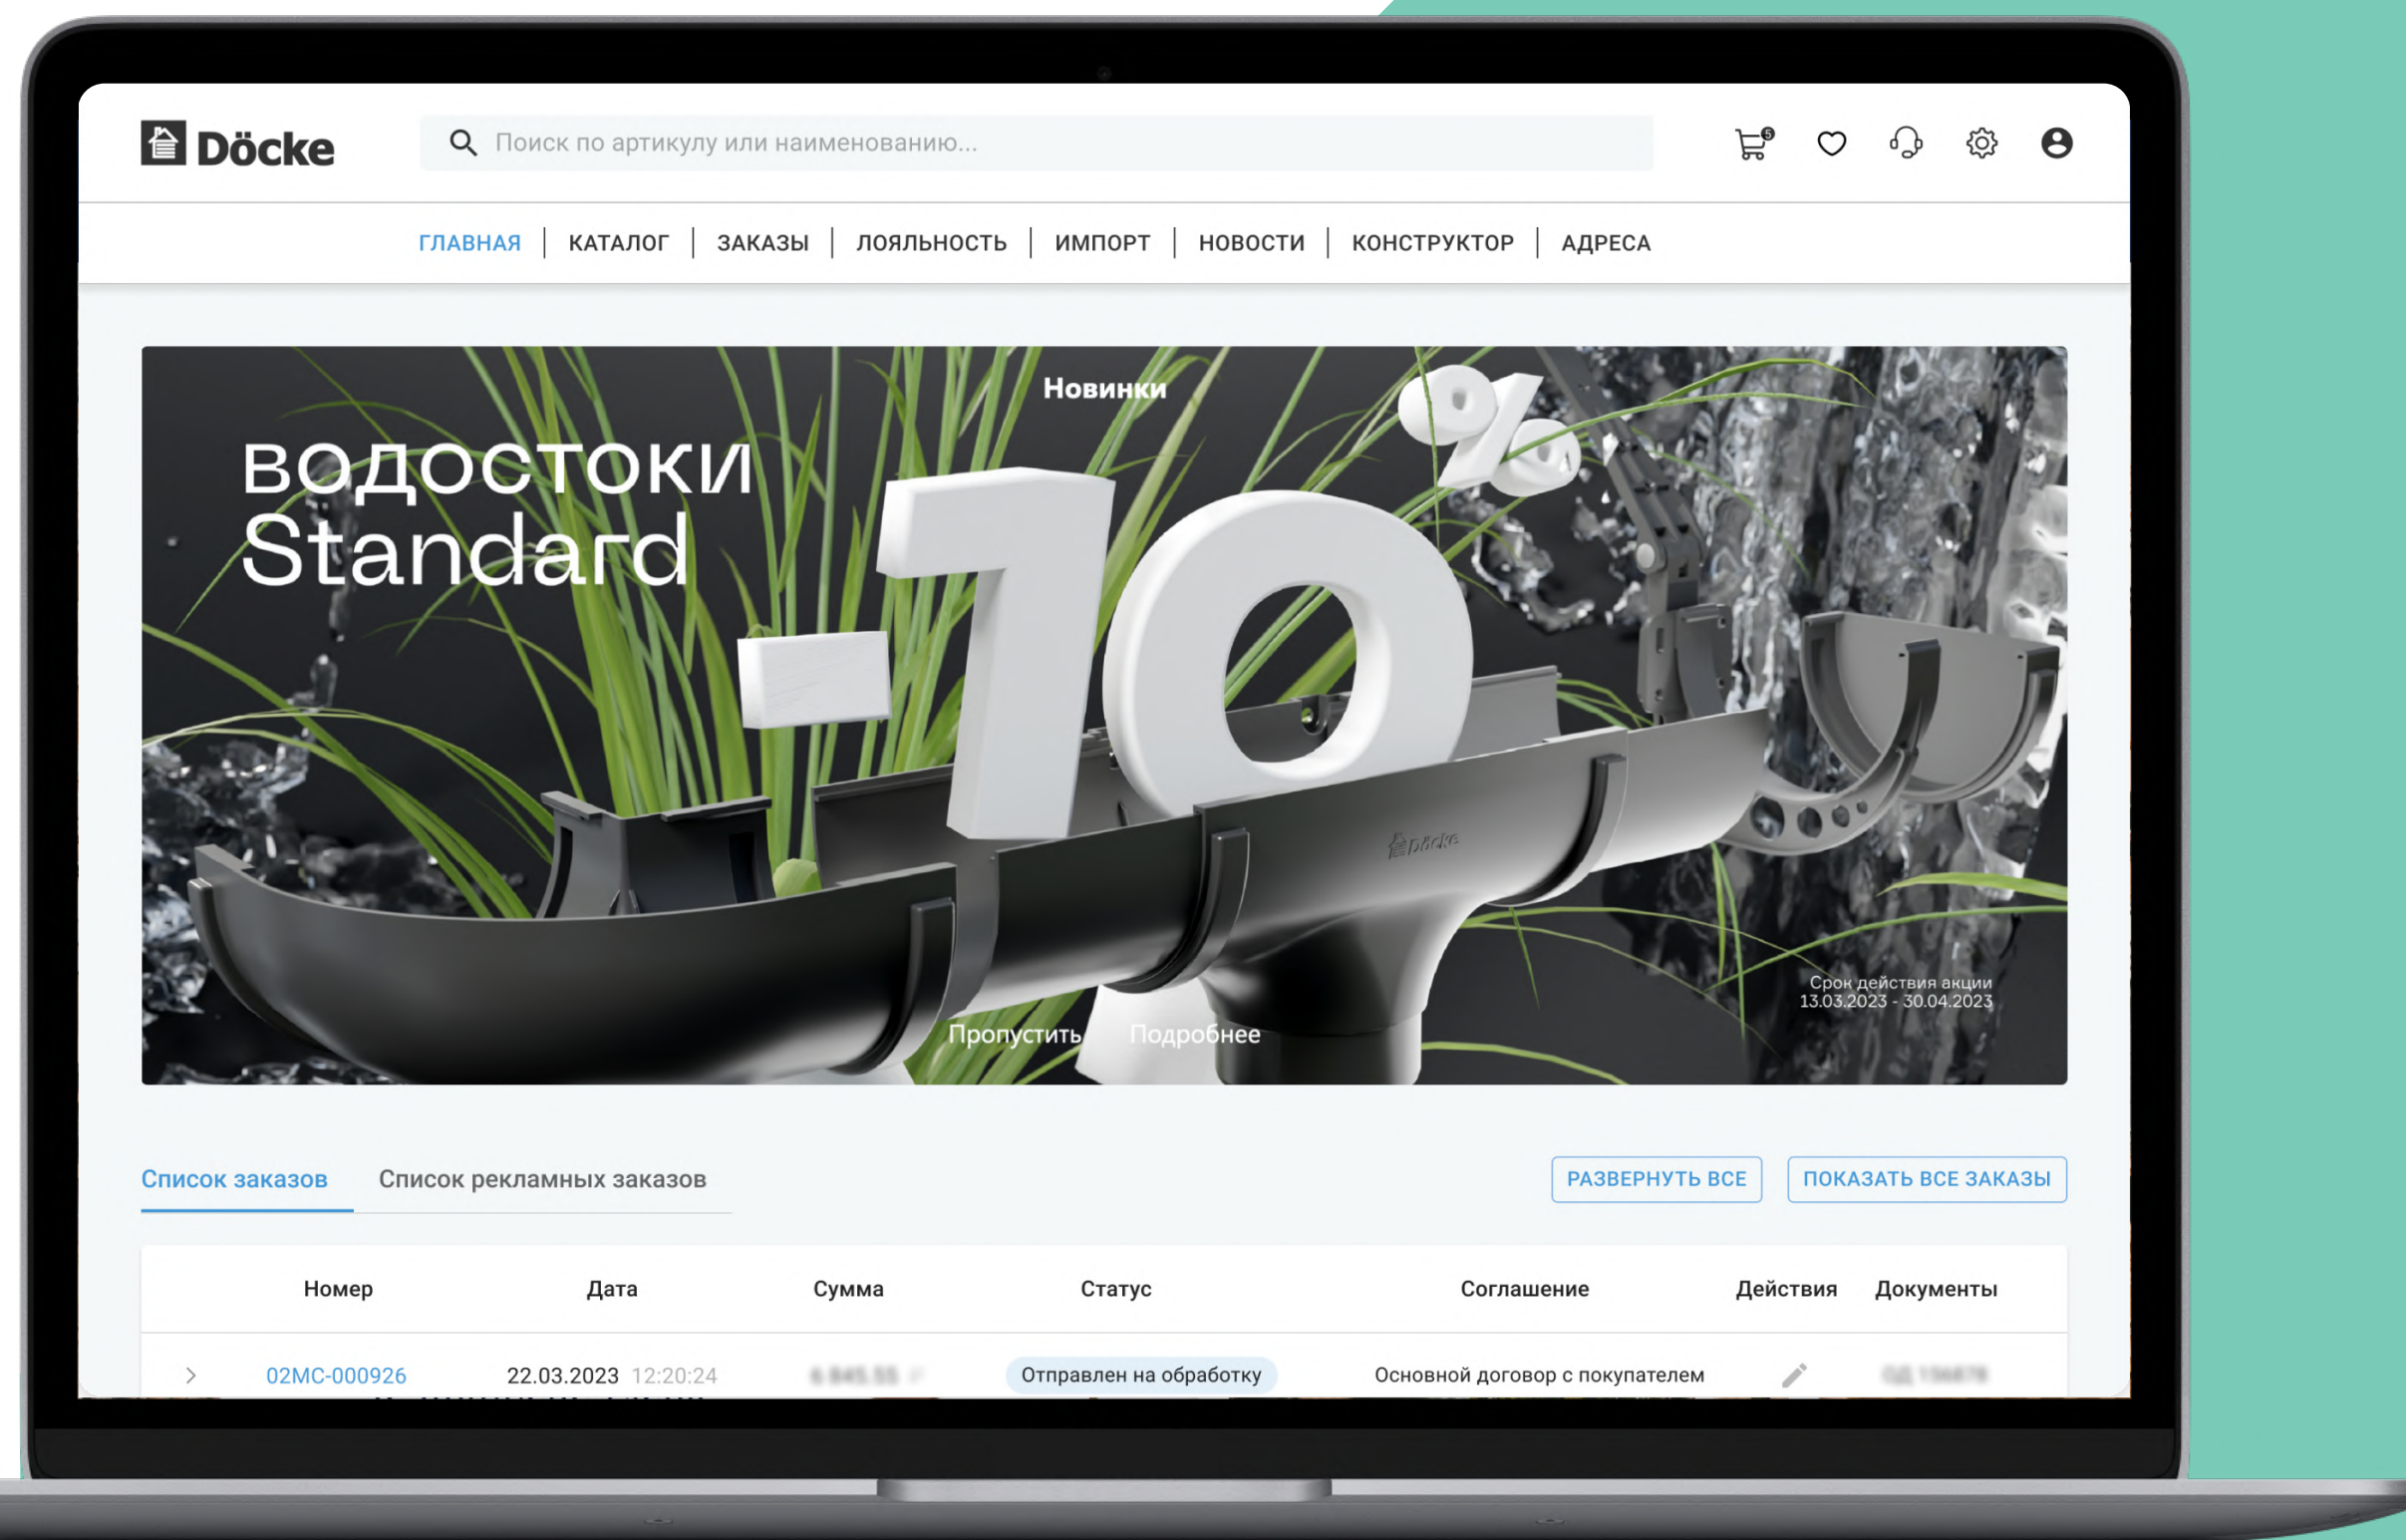 Döcke
Поиск по артикулу или наименованию...
5
ГЛАВНАЯ
КАТАЛОГ
ЗАКАЗЫ
ЛОЯЛЬНОСТЬ
ИМПОРТ
НОВОСТИ
КОНСТРУКТОР
АДРЕСА
Новинки
водостоки
Standard
-10%
Döcke
Срок действия акции
13.03.2023 - 30.04.2023
Пропустить
Подробнее
Список заказов
Список рекламных заказов
РАЗВЕРНУТЬ ВСЕ
ПОКАЗАТЬ ВСЕ ЗАКАЗЫ
Номер
Дата
Сумма
Статус
Соглашение
Действия
Документы
02МС-000926
22.03.2023 12:20:24
Отправлен на обработку
Основной договор с покупателем